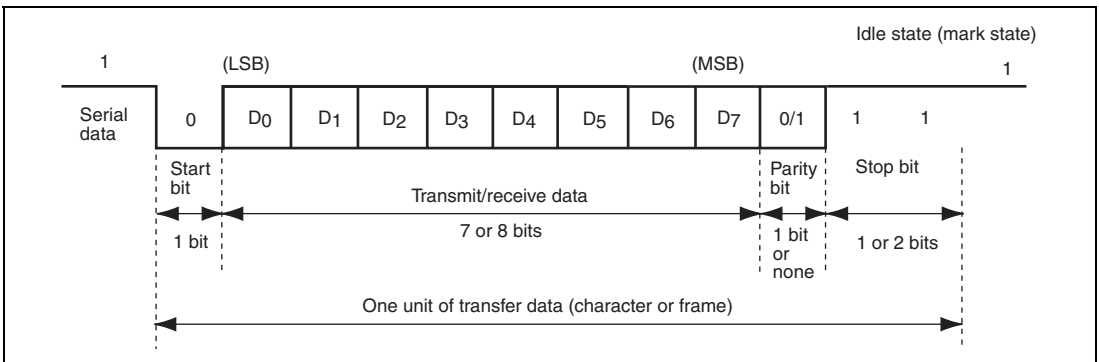 Idle state (mark state)
1
(LSB)
(MSB)
1
Serial
data
0
D0
D1
D2
D3
D4
D5
D6
D7
0/1
1
1
Start
bit
Transmit/receive data
Parity
bit
Stop bit
1 bit
7 or 8 bits
1 bit
or
none
1 or 2 bits
One unit of transfer data (character or frame)